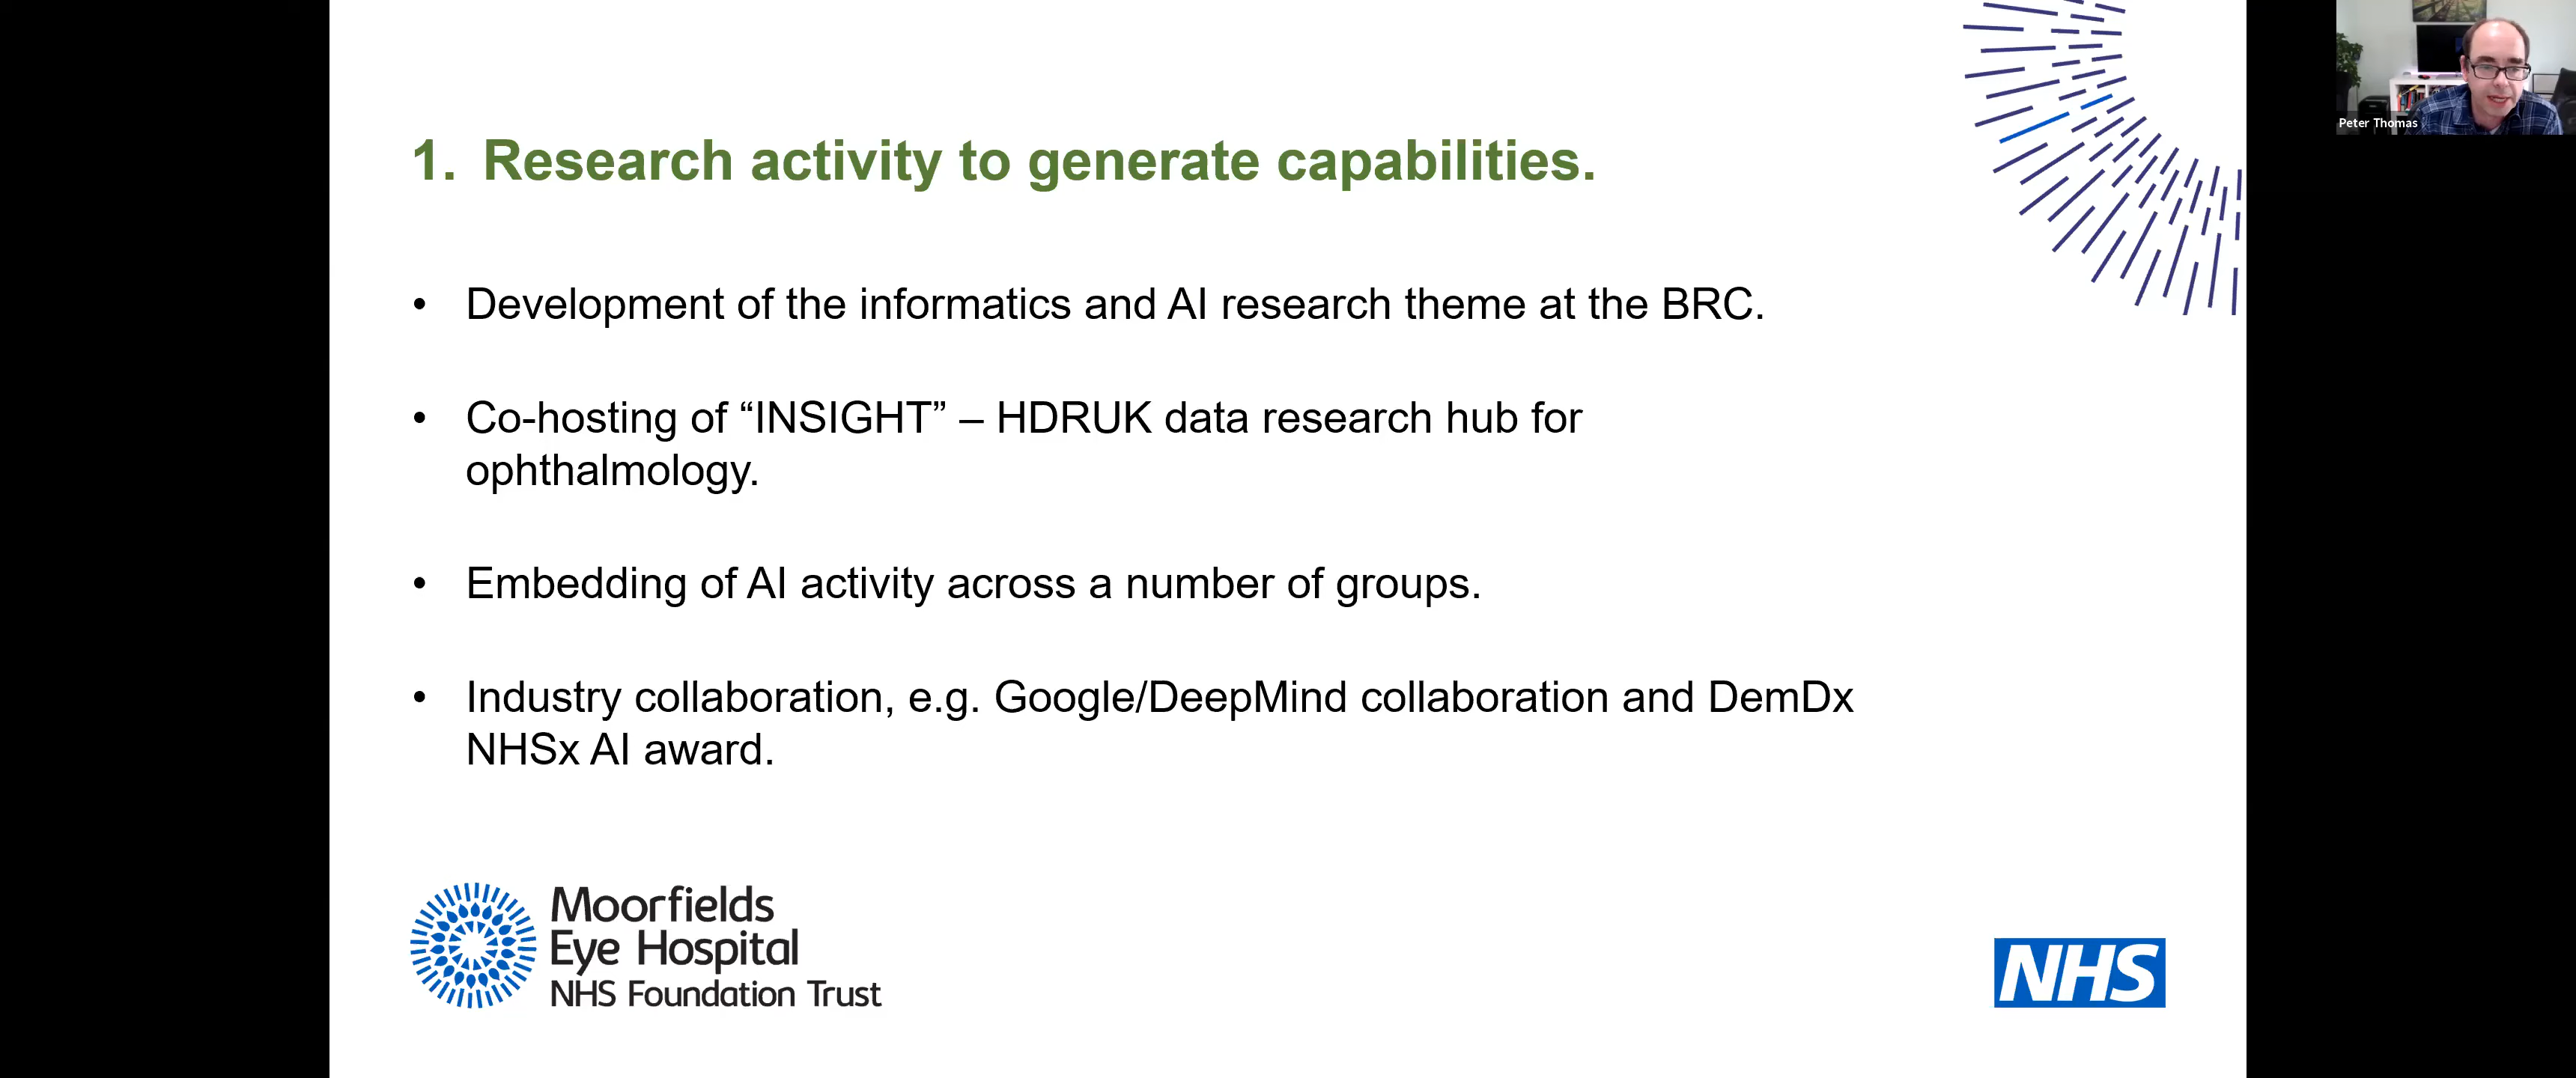 1. Research activity to generate capabilities.
• Development of the informatics and AI research theme at the BRC.
• Co-hosting of “INSIGHT” – HDRUK data research hub for
ophthalmology.
• Embedding of AI activity across a number of groups.
• Industry collaboration, e.g. Google/DeepMind collaboration and DemDx
NHSx AI award.
Moorfields
Eye Hospital
NHS Foundation Trust
NHS
Peter Thomas